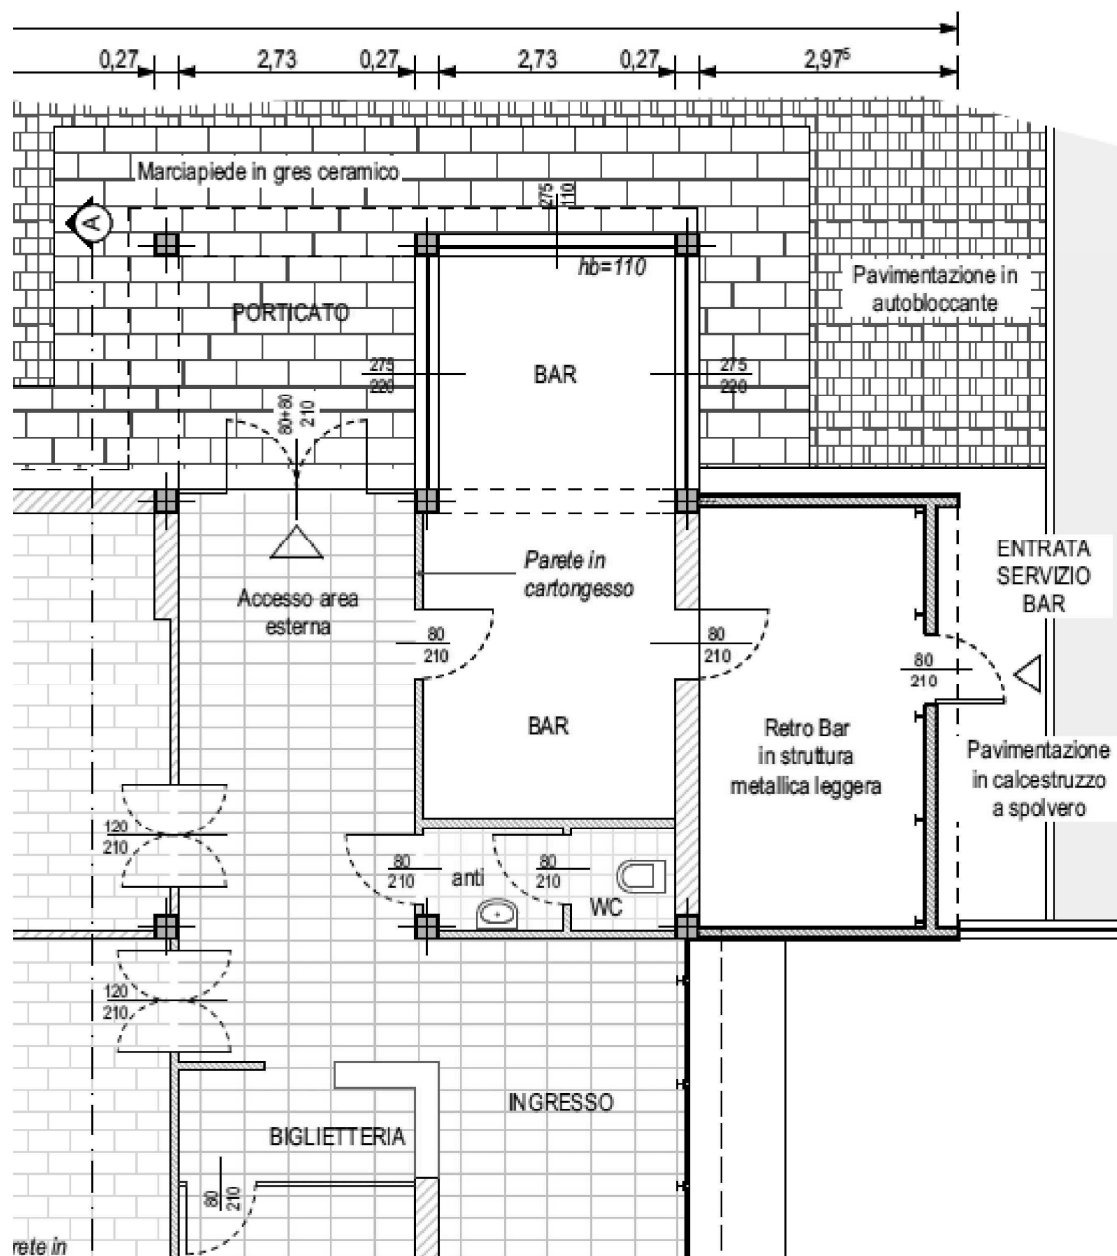 0,27 2,73 0,27 2,73 0,27 2,97⁵
Marciapiede in gres ceramico
275
110
A
hb=110
Pavimentazione in
autobloccante
PORTICATO
275
220
BAR
275
220
80+80
210
Parete in
cartongesso
ENTRATA
SERVIZIO
BAR
Accesso area
esterna
80
210
80
210
80
210
BAR
Retro Bar
in struttura
metallica leggera
Pavimentazione
in calcestruzzo
a spolvero
120
210
80
210
anti
80
210
WC
120
210
INGRESSO
BIGLIETTERIA
80
210
rete in